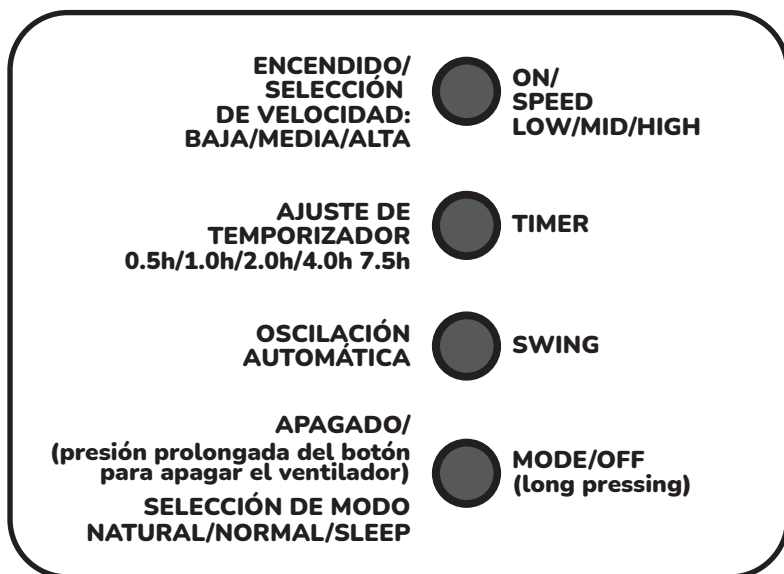 ENCENDIDO/
SELECCIÓN
DE VELOCIDAD:
BAJA/MEDIA/ALTA
ON/
SPEED
LOW/MID/HIGH
AJUSTE DE
TEMPORIZADOR
0.5h/1.0h/2.0h/4.0h 7.5h
TIMER
OSCILACIÓN
AUTOMÁTICA
SWING
APAGADO/
(presión prolongada del botón
para apagar el ventilador)
SELECCIÓN DE MODO
NATURAL/NORMAL/SLEEP
MODE/OFF
(long pressing)